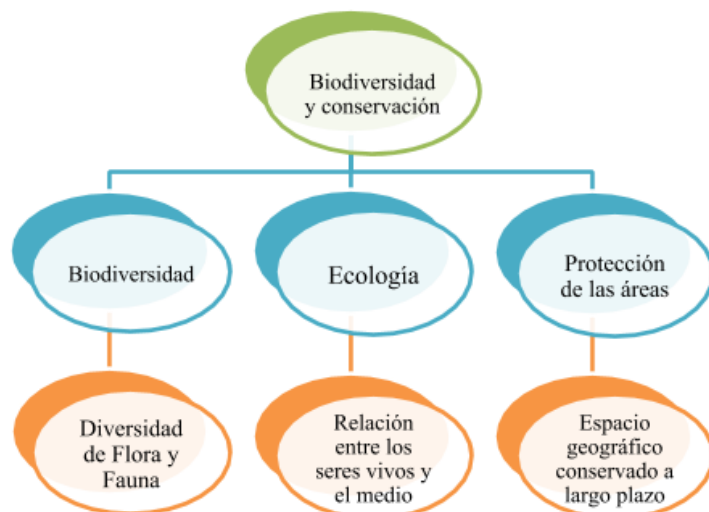 Biodiversidad
y conservación
Biodiversidad
Ecología
Protección
de las áreas
Diversidad
de Flora y
Fauna
Relación
entre los
seres vivos y
el medio
Espacio
geográfico
conservado a
largo plazo